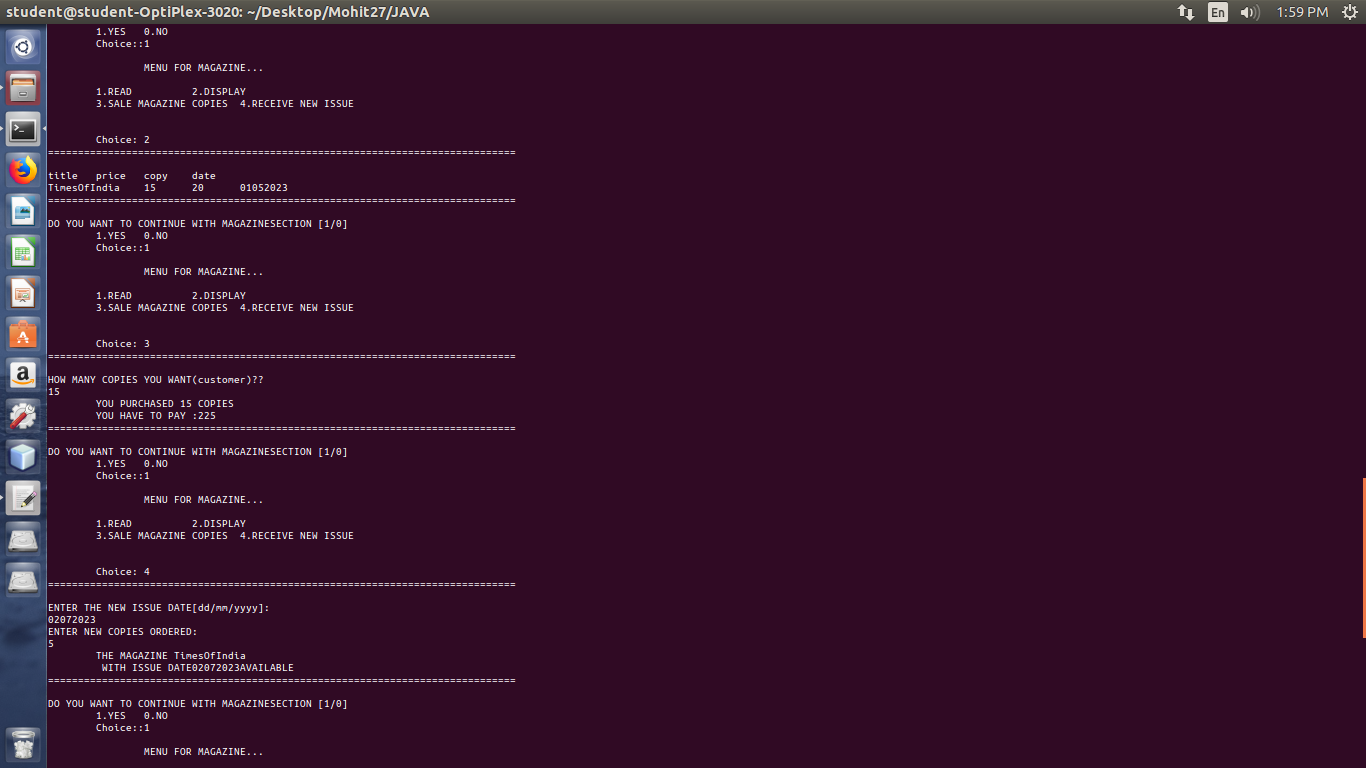 student@student-OptiPlex-3020: ~/Desktop/Mohit27/JAVA
En
1:59 PM
1.YES 0.NO
Choice::1
MENU FOR MAGAZINE...
1.READ 2.DISPLAY
3.SALE MAGAZINE COPIES 4.RECEIVE NEW ISSUE
Choice: 2
==============================================================================
title price copy date
TimesOfIndia 15 20 01052023
==============================================================================
DO YOU WANT TO CONTINUE WITH MAGAZINESECTION [1/0]
1.YES 0.NO
Choice::1
MENU FOR MAGAZINE...
1.READ 2.DISPLAY
3.SALE MAGAZINE COPIES 4.RECEIVE NEW ISSUE
Choice: 3
==============================================================================
HOW MANY COPIES YOU WANT(customer)??
15
YOU PURCHASED 15 COPIES
YOU HAVE TO PAY :225
==============================================================================
DO YOU WANT TO CONTINUE WITH MAGAZINESECTION [1/0]
1.YES 0.NO
Choice::1
MENU FOR MAGAZINE...
1.READ 2.DISPLAY
3.SALE MAGAZINE COPIES 4.RECEIVE NEW ISSUE
Choice: 4
==============================================================================
ENTER THE NEW ISSUE DATE[dd/mm/yyyy]:
02072023
ENTER NEW COPIES ORDERED:
5
THE MAGAZINE TimesOfIndia
WITH ISSUE DATE02072023AVAILABLE
==============================================================================
DO YOU WANT TO CONTINUE WITH MAGAZINESECTION [1/0]
1.YES 0.NO
Choice::1
MENU FOR MAGAZINE...